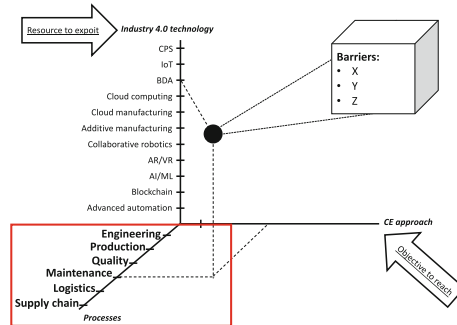 Resource to expoit
Industry 4.0 technology
CPS
IoT
BDA
Cloud computing
Cloud manufacturing
Additive manufacturing
Collaborative robotics
AR/VR
AI/ML
Blockchain
Advanced automation
Barriers:
• X
• Y
• Z
CE approach
Objective to reach
Engineering
Production
Quality
Maintenance
Logistics
Supply chain
Processes